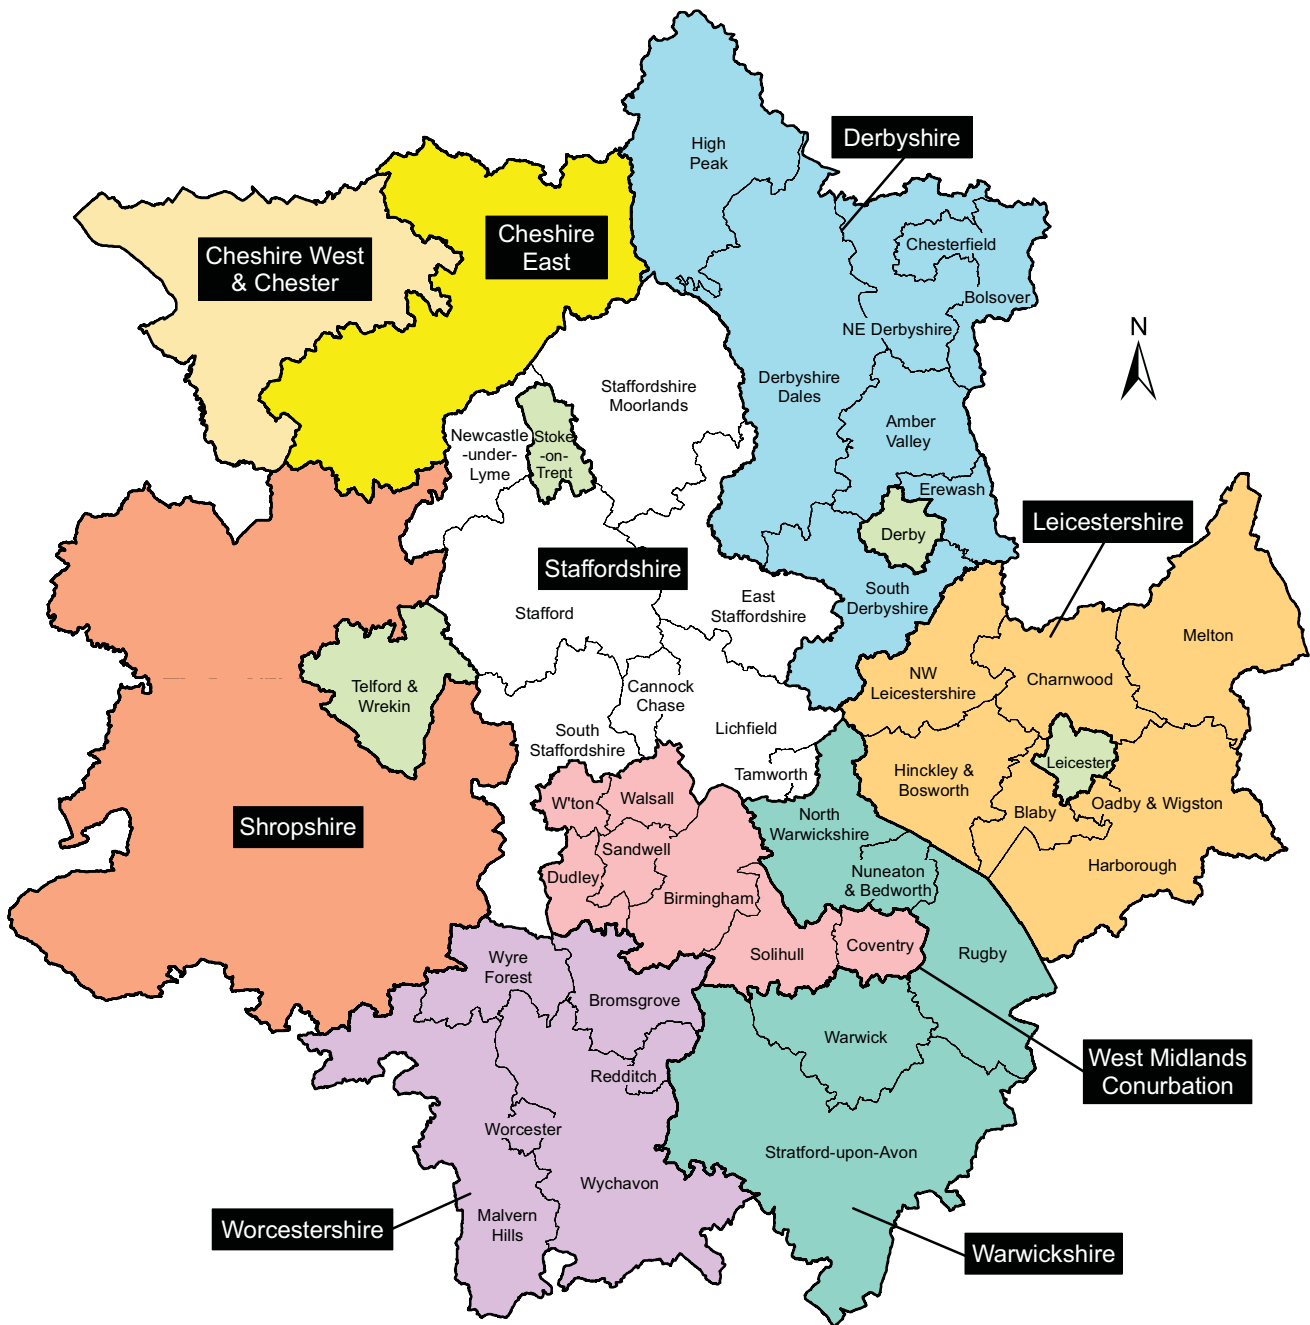 High
Peak
Derbyshire
Cheshire
East
Cheshire West
& Chester
Chesterfield
Bolsover
NE Derbyshire
N
Staffordshire
Moorlands
Derbyshire
Dales
Amber
Valley
Newcastle
-under-
Lyme
Stoke
-on-
Trent
Erewash
Derby
Leicestershire
Staffordshire
Stafford
East
Staffordshire
South
Derbyshire
Melton
NW
Leicestershire
Charnwood
Telford &
Wrekin
Cannock
Chase
South
Staffordshire
Lichfield
Tamworth
Leicester
Hinckley &
Bosworth
Blaby
Oadby & Wigston
Harborough
Shropshire
W'ton
Walsall
Sandwell
Dudley
Birmingham
North
Warwickshire
Nuneaton
& Bedworth
Solihull
Coventry
Rugby
Wyre
Forest
Bromsgrove
Warwick
Redditch
West Midlands
Conurbation
Worcester
Stratford-upon-Avon
Wychavon
Malvern
Hills
Worcestershire
Warwickshire